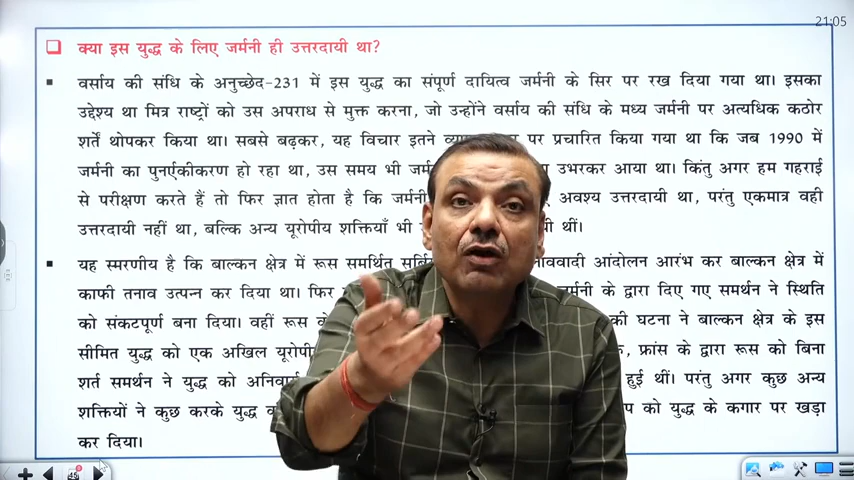 21:05
क्या इस युद्ध के लिए जर्मनी ही उत्तरदायी था?
वर्साय की संधि के अनुच्छेद-231 में इस युद्ध का संपूर्ण दायित्व जर्मनी के सिर पर रख दिया गया था। इसका
उद्देश्य था मित्र राष्ट्रों को उस अपराध से मुक्त करना, जो उन्होंने वर्साय की संधि के मध्य जर्मनी पर अत्यधिक कठोर
शर्तें थोपकर किया था। सबसे बढ़कर, यह विचार इतने पर प्रचारित किया गया था कि जब 1990 में
जर्मनी का पुनर्एकीकरण हो रहा था, उस समय भी उभरकर आया था। किंतु अगर हम गहराई
से परीक्षण करते हैं तो फिर ज्ञात होता है कि जर्मनी अवश्य उत्तरदायी था, परंतु एकमात्र वही
उत्तरदायी नहीं था, बल्कि अन्य यूरोपीय शक्तियाँ भी थीं।
यह स्मरणीय है कि बाल्कन क्षेत्र में रूस समर्थित आंदोलन आरंभ कर बाल्कन क्षेत्र में
काफी तनाव उत्पन्न कर दिया था। फिर जर्मनी के द्वारा दिए गए समर्थन ने स्थिति
को संकटपूर्ण बना दिया। वहीं रूस की घटना ने बाल्कन क्षेत्र के इस
सीमित युद्ध को एक अखिल फ्रांस के द्वारा रूस को बिना
शर्त समर्थन ने युद्ध को हुई थीं। परंतु अगर कुछ अन्य
शक्तियों ने कुछ करके युद्ध को युद्ध के कगार पर खड़ा
कर दिया।
45